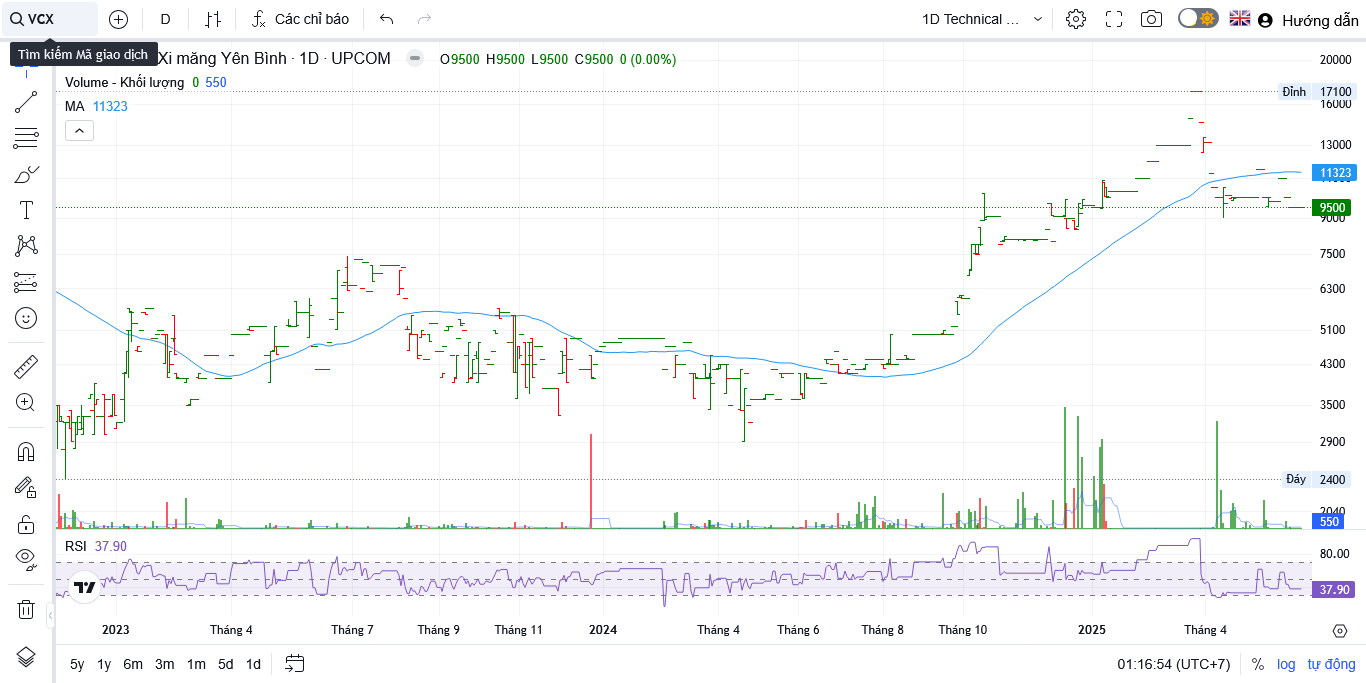 VCX
D
Các chỉ báo
1D Technical ...
Hướng dẫn
Tìm kiếm Mã giao dịch
Xi măng Yên Bình · 1D · UPCOM
O9500 H9500 L9500 C9500 0 (0.00%)
Volume - Khối lượng 0 550
MA 11323
20000
Đỉnh 17100
16000
13000
11323
9500
9000
7500
6300
5100
4300
3500
2900
Đáy 2400
2040
550
RSI 37.90
80.00
37.90
2023
Tháng 4
Tháng 7
Tháng 9
Tháng 11
2024
Tháng 4
Tháng 6
Tháng 8
Tháng 10
2025
Tháng 4
5y 1y 6m 3m 1m 5d 1d
01:16:54 (UTC+7)
% log tự động